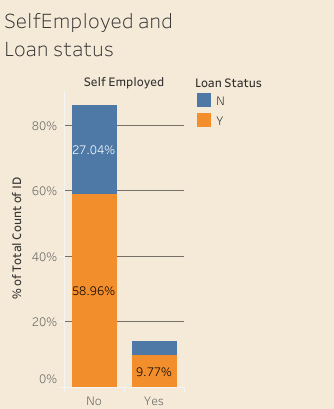 SelfEmployed and
Loan status
Self Employed
Loan Status
N
Y
% of Total Count of ID
80%
60%
40%
20%
0%
27.04%
58.96%
9.77%
No
Yes